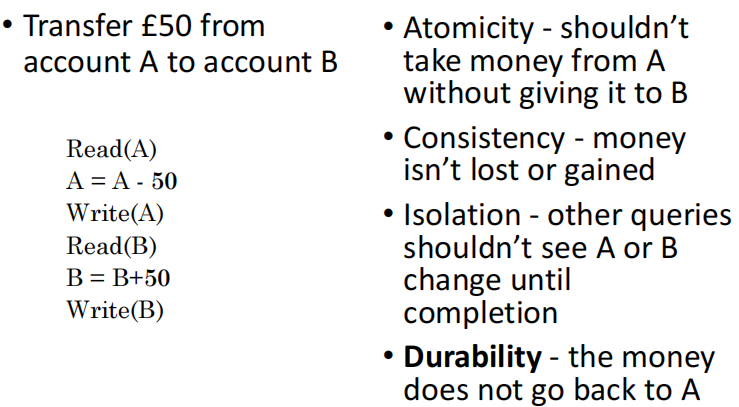 • Transfer £50 from
account A to account B
Read(A)
A = A - 50
Write(A)
Read(B)
B = B+50
Write(B)
• Atomicity - shouldn’t
take money from A
without giving it to B
• Consistency - money
isn’t lost or gained
• Isolation - other queries
shouldn’t see A or B
change until
completion
• Durability - the money
does not go back to A